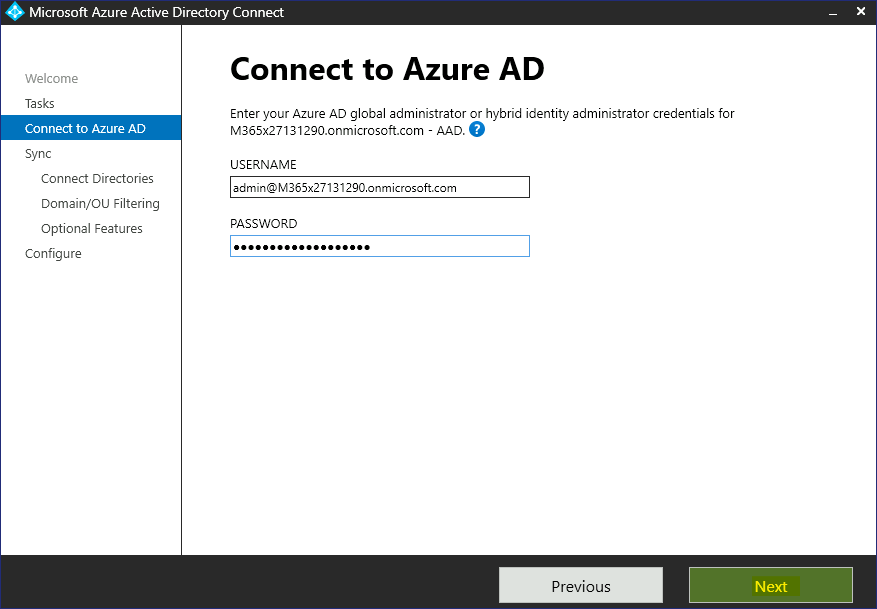 Microsoft Azure Active Directory Connect
Welcome
Tasks
Connect to Azure AD
Sync
Connect Directories
Domain/OU Filtering
Optional Features
Configure
Connect to Azure AD
Enter your Azure AD global administrator or hybrid identity administrator credentials for
M365x27131290.onmicrosoft.com - AAD. ?
USERNAME
admin@M365x27131290.onmicrosoft.com
PASSWORD
●●●●●●●●●●●●●●●●●●●
Previous
Next